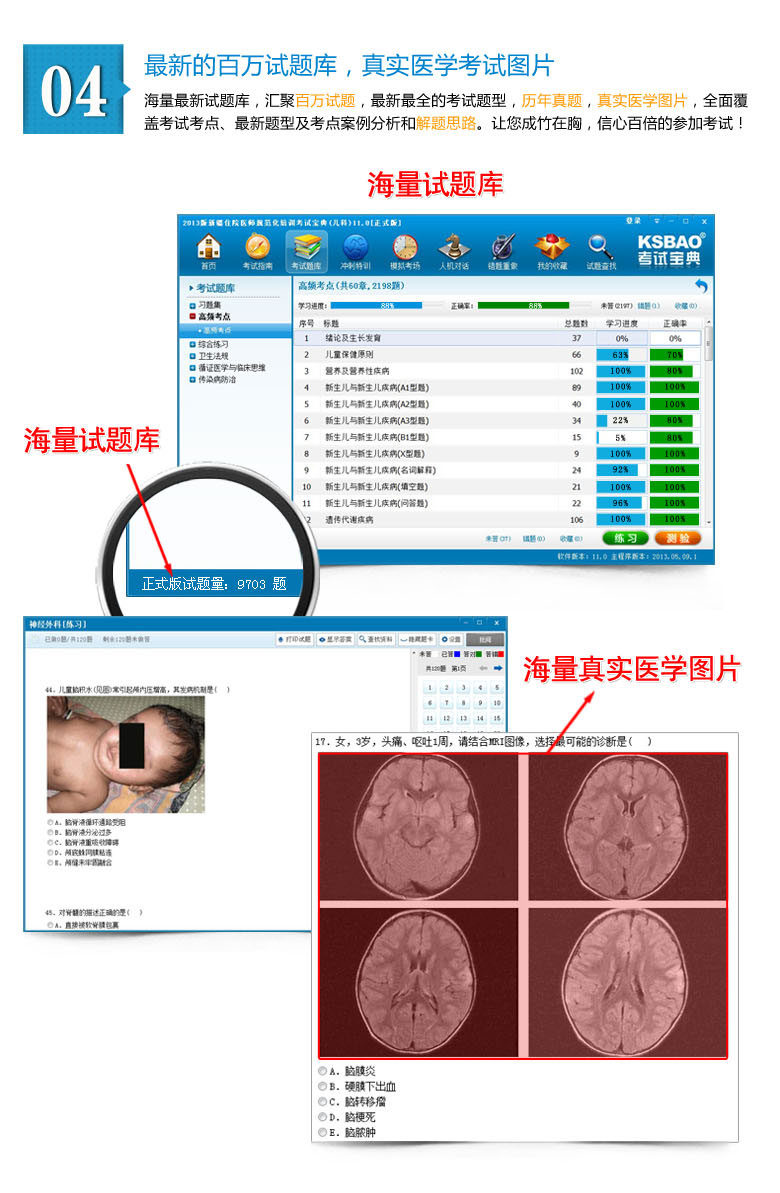 04
最新的百万试题库，真实医学考试图片
海量最新试题库，汇聚百万试题，最新最全的考试题型，历年真题，真实医学图片，全面覆
盖考试考点、最新题型及考点案例分析和解题思路。让您成竹在胸，信心百倍的参加考试！
海量试题库
2013版新疆住院医师规范化培训考试宝典(儿科)11.0[正式版]
登录
首页 考试指南 考试题库 冲刺特训 模拟考场 人机对话 错题重做 我的收藏 试题查找
KSBAO®
考试宝典
考试题库
习题集
高频考点
高频考点
综合练习
卫生法规
循证医学与临床思维
传染病防治
高频考点(共60章,2198题)
学习进度： 88% 正确率： 88% 未答(2197) 错题(1) 收藏(0)
序号 标题 总题数 学习进度 正确率
1 绪论及生长发育 37 0% 0%
2 儿童保健原则 66 63% 70%
3 营养及营养性疾病 102 100% 80%
4 新生儿与新生儿疾病(A1型题) 89 100% 100%
5 新生儿与新生儿疾病(A2型题) 40 100% 100%
6 新生儿与新生儿疾病(A3型题) 34 22% 80%
7 新生儿与新生儿疾病(B1型题) 15 5% 80%
8 新生儿与新生儿疾病(X型题) 9 100% 100%
9 新生儿与新生儿疾病(名词解释) 24 92% 100%
10 新生儿与新生儿疾病(填空题) 21 100% 100%
11 新生儿与新生儿疾病(问答题) 22 96% 100%
12 遗传代谢疾病 106 100% 100%
未答(37) 错题(0) 收藏(0) 练 习 测 验
软件版本：11.0 主程序版本：2013.05.09.1
海量试题库
正式版试题量：9703 题
神经外科[练习]
已做0题/共120题 剩余120题未做答
打印试题 显示答案 查找资料 隐藏题卡 设置
未答 已答 答对 答错
共120题 第1页
1 2 3 4 5
6 7 8 9 10
11 12 13 14 15
44. 儿童脑积水(见图)常引起颅内压增高，其发病机制是( )
A. 脑脊液循环通路受阻
B. 脑脊液分泌过多
C. 脑脊液重吸收障碍
D. 颅底蛛网膜粘连
E. 颅缝未牢固融合
45. 对脊髓的描述正确的是( )
A. 直接被软脊膜包裹
海量真实医学图片
17. 女，3岁，头痛、呕吐1周，请结合MRI图像，选择最可能的诊断是( )
A. 脑膜炎
B. 硬膜下出血
C. 脑转移瘤
D. 脑梗死
E. 脑脓肿